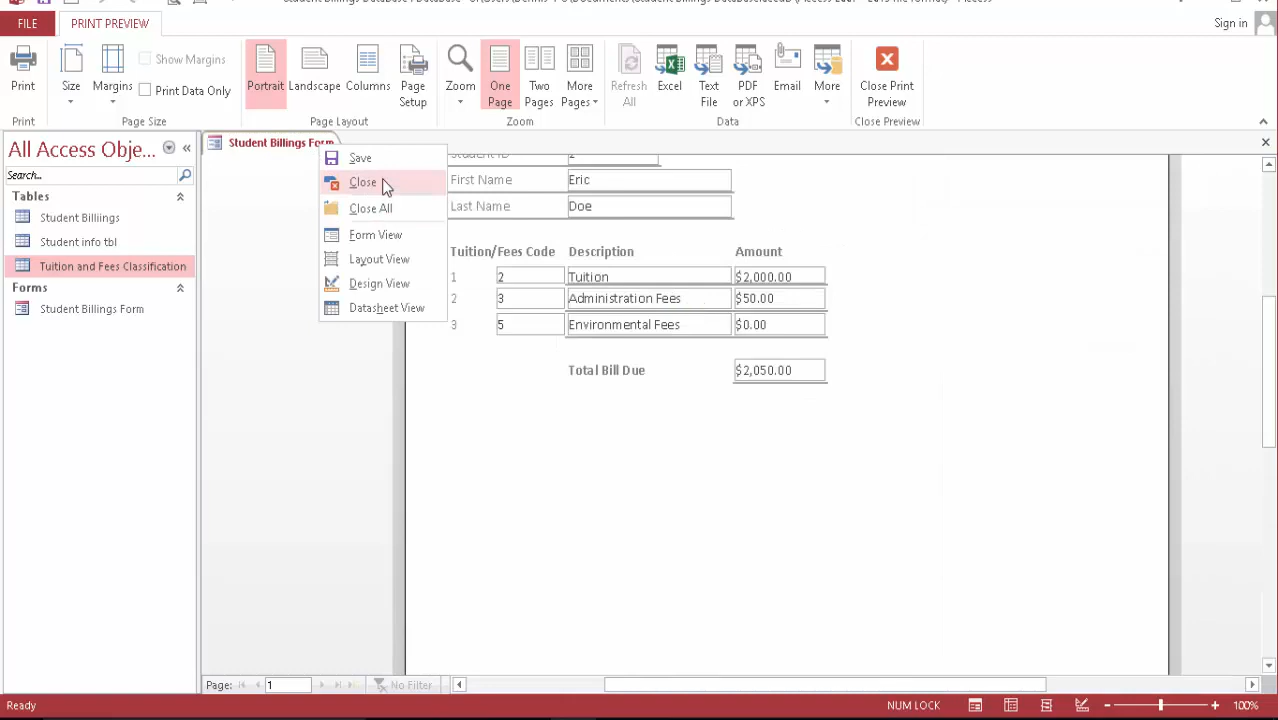 FILE
PRINT PREVIEW
Sign in
Print
Size
Margins
Show Margins
Print Data Only
Portrait
Landscape
Columns
Page Setup
Zoom
One Page
Two Pages
More Pages
Refresh All
Excel
Text File
PDF or XPS
Email
More
Close Print Preview
Print
Page Size
Page Layout
Zoom
Data
Close Preview
All Access Obje...
Search...
Tables
Student Billiings
Student info tbl
Tuition and Fees Classification
Forms
Student Billings Form
Student Billings Form
Save
Close
Close All
Form View
Layout View
Design View
Datasheet View
Student ID 2
First Name Eric
Last Name Doe
Tuition/Fees Code Description Amount
1 2 Tuition $2,000.00
2 3 Administration Fees $50.00
3 5 Environmental Fees $0.00
Total Bill Due $2,050.00
Page: 1 No Filter
Ready NUM LOCK 100%